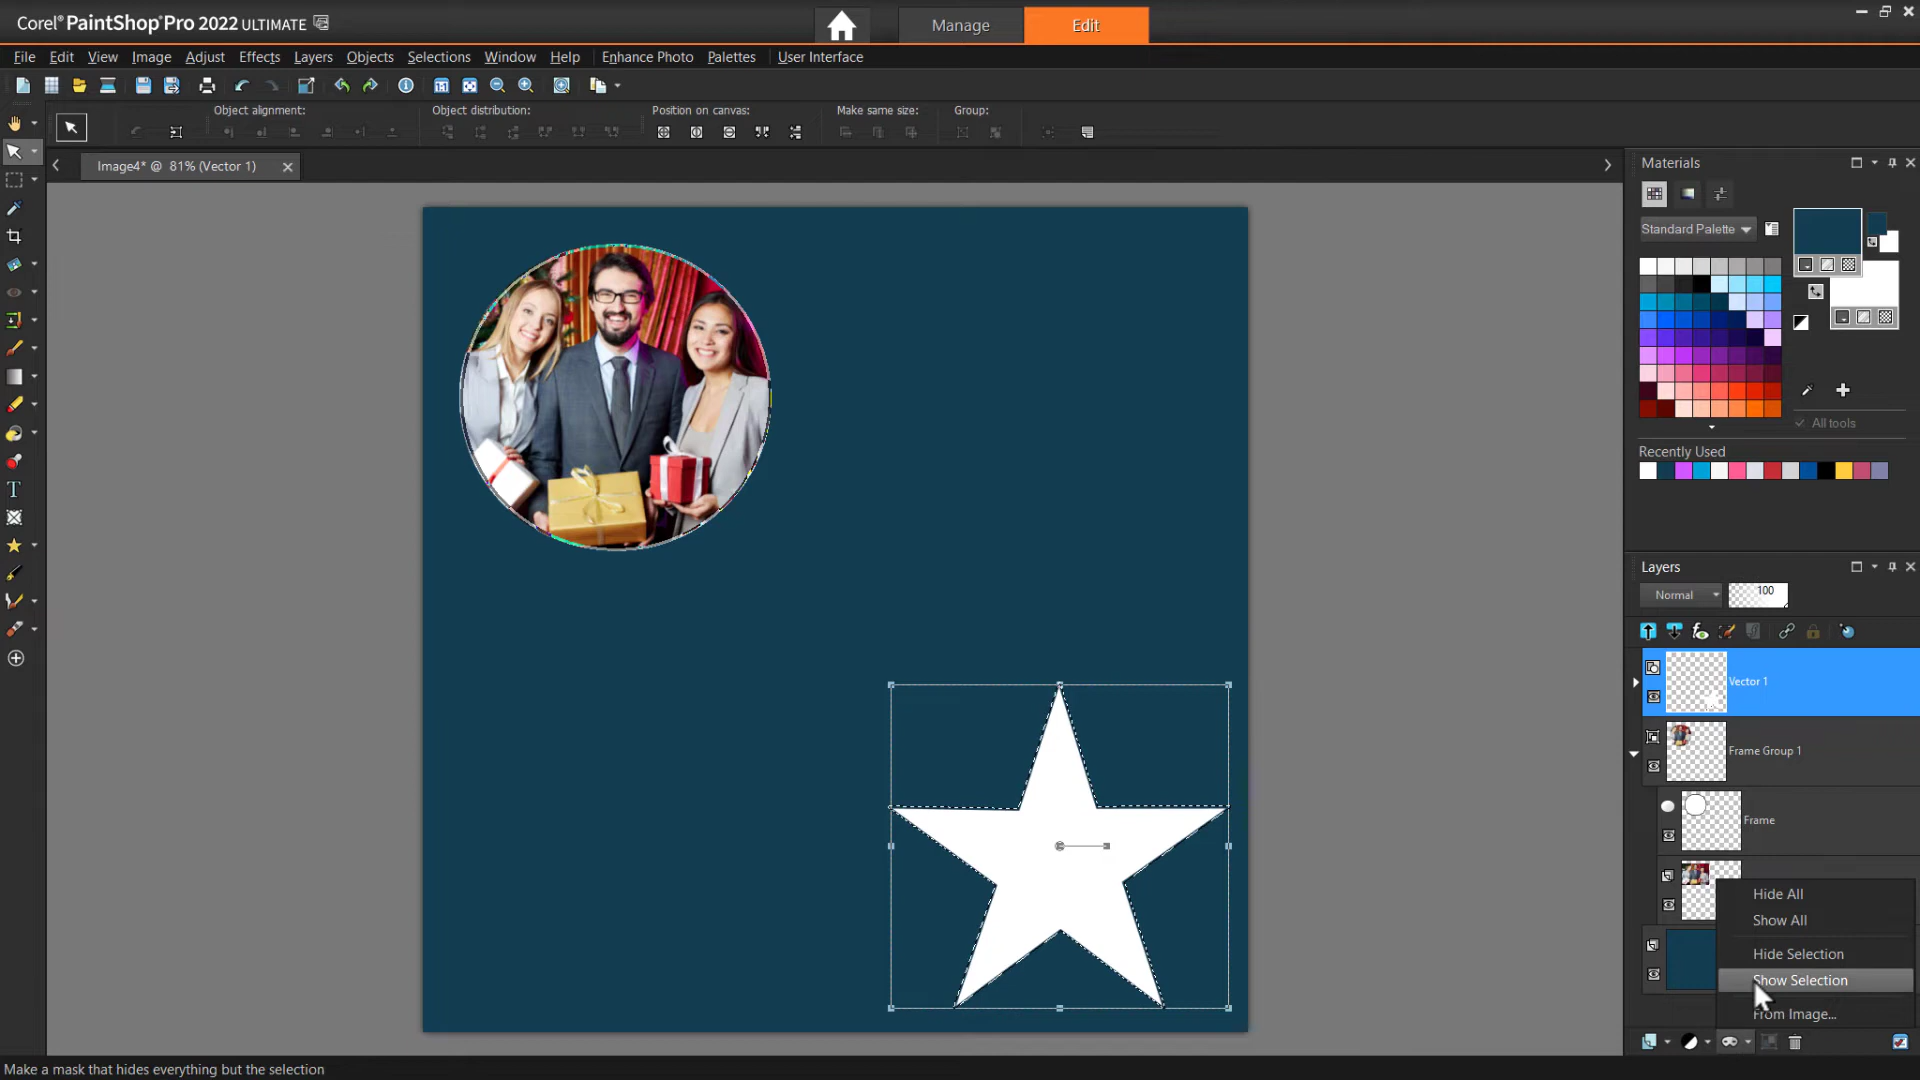 Corel® PaintShop®Pro 2022 ULTIMATE
Manage
Edit
File Edit View Image Adjust Effects Layers Objects Selections Window Help Enhance Photo Palettes User Interface
Object alignment: Object distribution: Position on canvas: Make same size: Group:
Image4* @ 81% (Vector 1)
Materials
Standard Palette
All tools
Recently Used
Layers
Normal 100
Vector 1
Frame Group 1
Frame
Hide All
Show All
Hide Selection
Show Selection
From Image...
Make a mask that hides everything but the selection